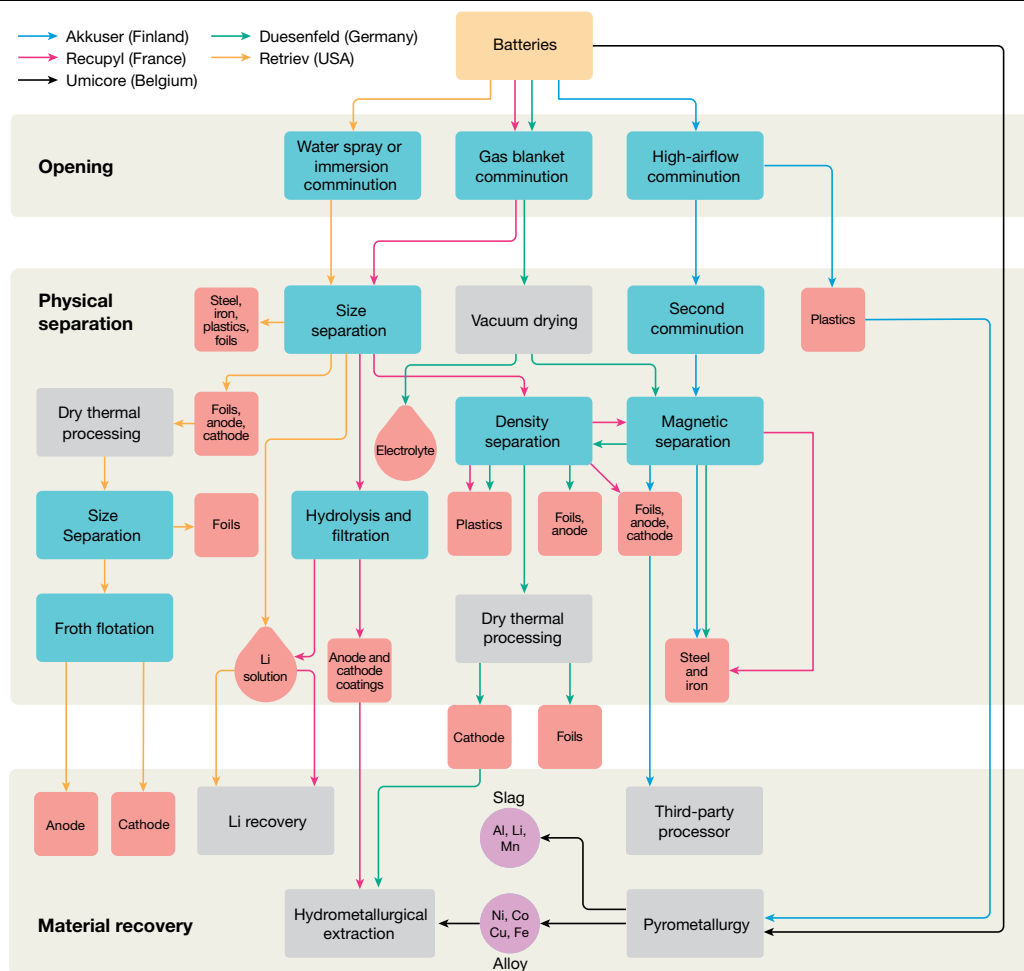 Akkuser (Finland)
Duesenfeld (Germany)
Recupyl (France)
Retriev (USA)
Umicore (Belgium)
Batteries
Opening
Water spray or
immersion
comminution
Gas blanket
comminution
High-airflow
comminution
Physical
separation
Steel,
iron,
plastics,
foils
Size
separation
Vacuum drying
Second
comminution
Plastics
Dry thermal
processing
Foils,
anode,
cathode
Electrolyte
Density
separation
Magnetic
separation
Size
Separation
Foils
Hydrolysis and
filtration
Plastics
Foils,
anode
Foils,
anode,
cathode
Froth flotation
Li
solution
Anode and
cathode
coatings
Dry thermal
processing
Steel
and
iron
Cathode
Foils
Anode
Cathode
Li recovery
Slag
Al, Li,
Mn
Third-party
processor
Material recovery
Hydrometallurgical
extraction
Ni, Co
Cu, Fe
Alloy
Pyrometallurgy